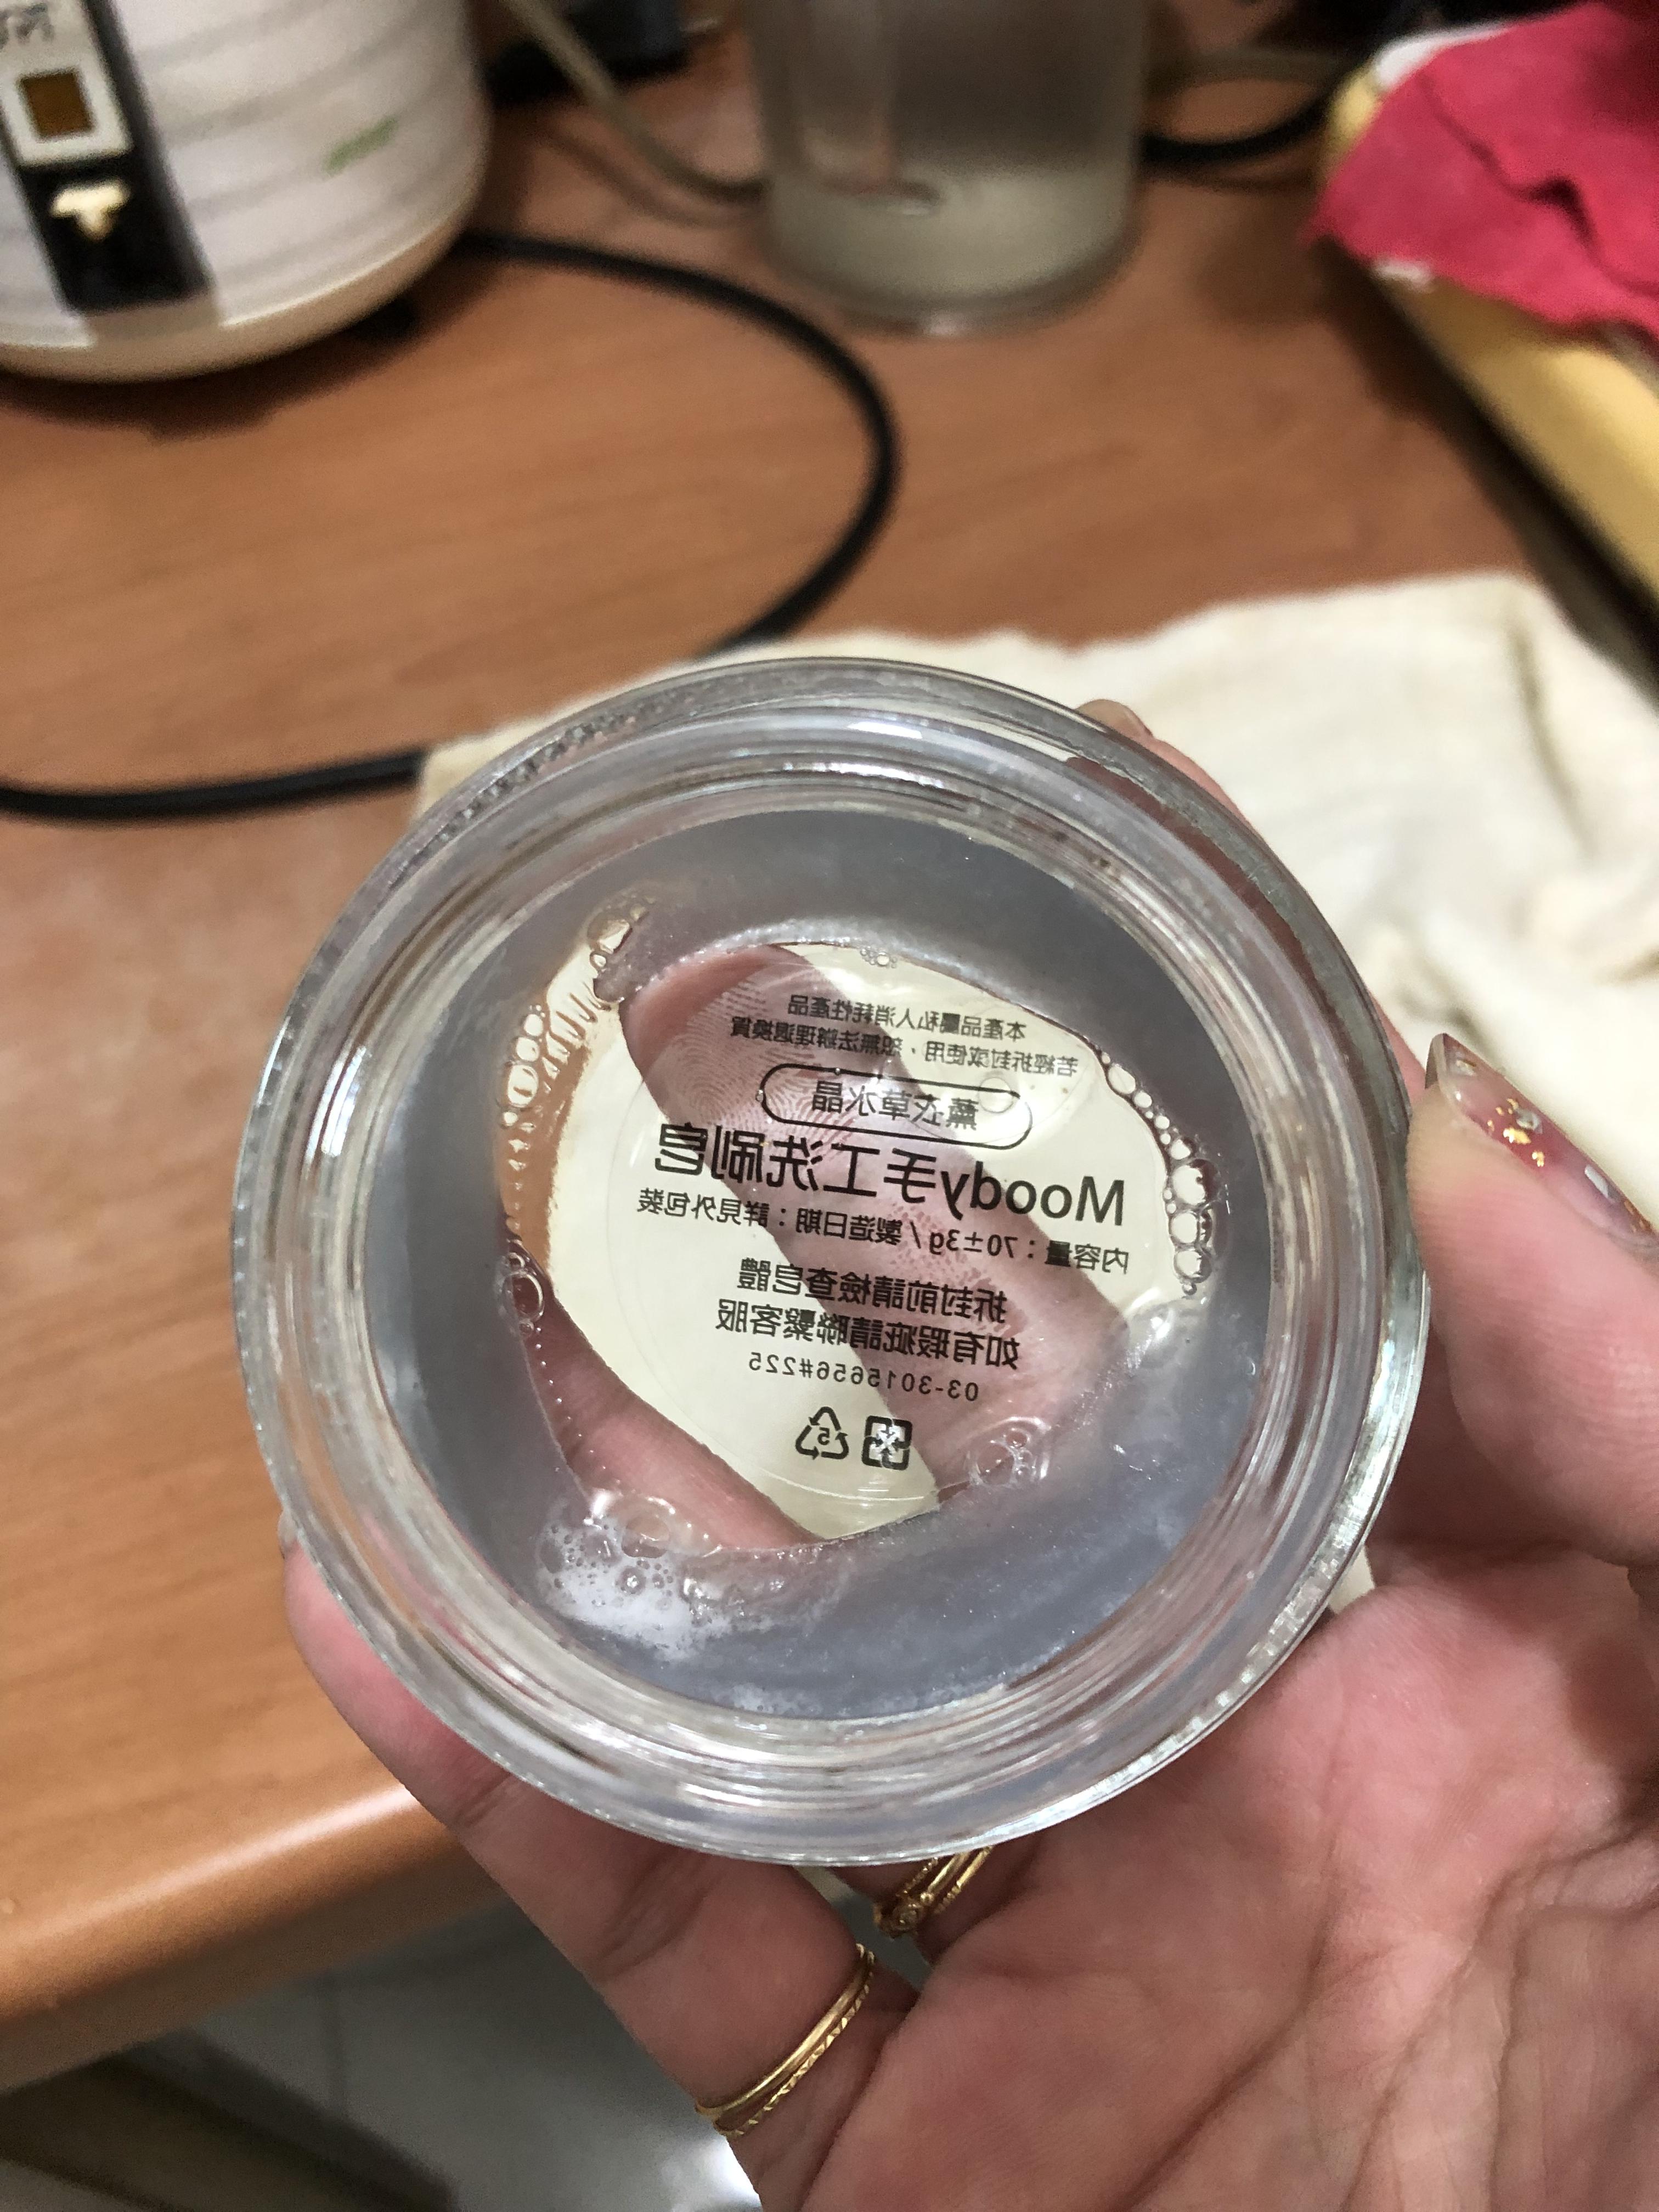 本產品屬私人消耗性產品
若經拆封或使用，恕無法辦理退換貨
薰衣草水晶
Moody手工洗刷皂
內容量：70±3g / 製造日期：詳見外包裝
拆封前請檢查皂體
如有瑕疵請聯繫客服
03-3015656#225
5